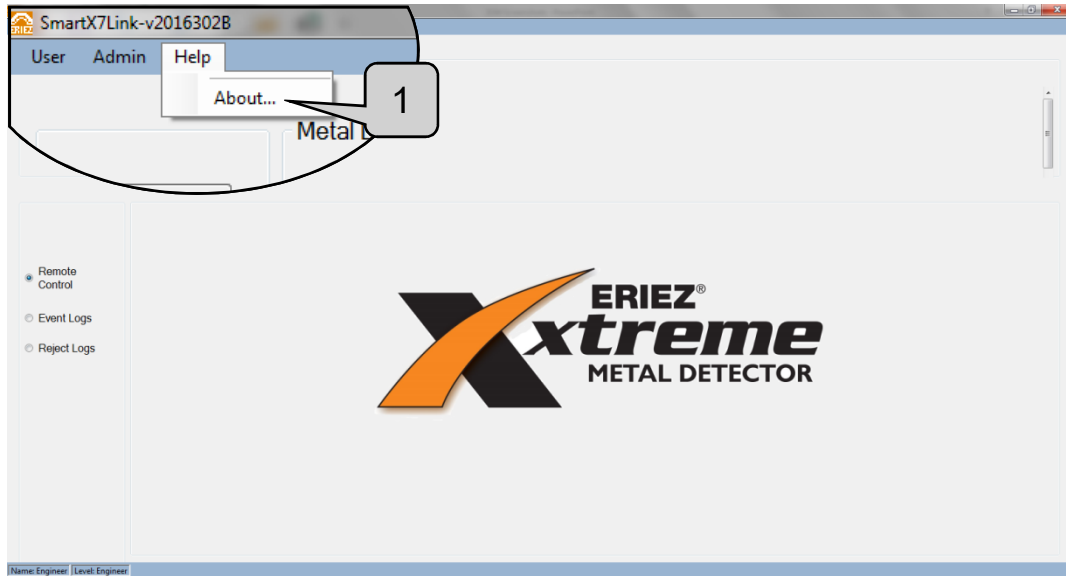 SmartX7Link-v2016302B
ERIEZ
User Admin Help
About...
1
Metal
Remote
Control
Event Logs
Reject Logs
ERIEZ®
xtreme
METAL DETECTOR
Name: Engineer Level: Engineer